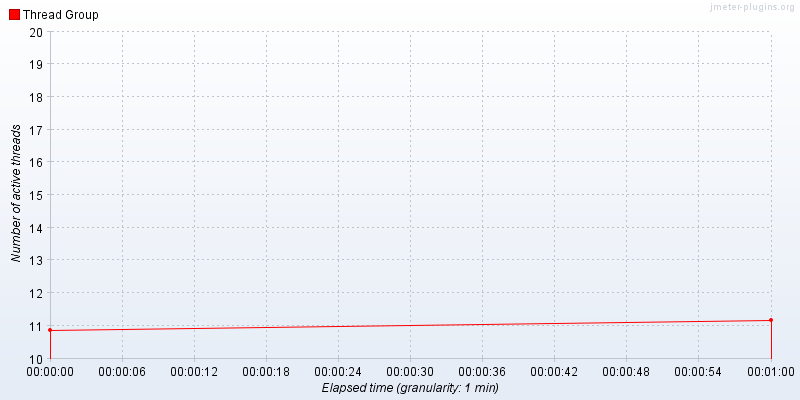 jmeter-plugins.org
Thread Group
20
19
18
17
16
15
14
13
12
11
10
Number of active threads
00:00:00 00:00:06 00:00:12 00:00:18 00:00:24 00:00:30 00:00:36 00:00:42 00:00:48 00:00:54 00:01:00
Elapsed time (granularity: 1 min)